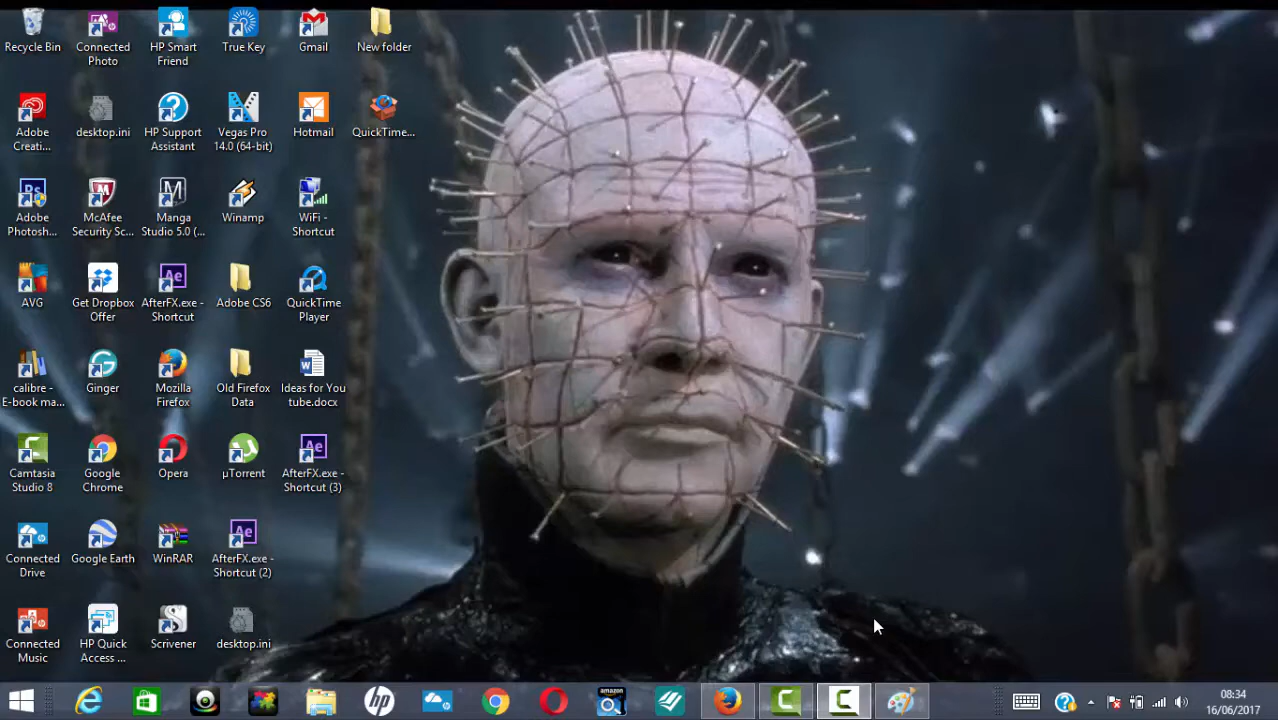 Recycle Bin
Connected
Photo
HP Smart
Friend
True Key
Gmail
New folder
Adobe
Creati...
desktop.ini
HP Support
Assistant
Vegas Pro
14.0 (64-bit)
Hotmail
QuickTime...
Adobe
Photosh...
McAfee
Security Sc...
Manga
Studio 5.0 (...
Winamp
WiFi -
Shortcut
AVG
Get Dropbox
Offer
AfterFX.exe -
Shortcut
Adobe CS6
QuickTime
Player
calibre -
E-book ma...
Ginger
Mozilla
Firefox
Old Firefox
Data
Ideas for You
tube.docx
Camtasia
Studio 8
Google
Chrome
Opera
µTorrent
AfterFX.exe -
Shortcut (3)
Connected
Drive
Google Earth
WinRAR
AfterFX.exe -
Shortcut (2)
Connected
Music
HP Quick
Access ...
Scrivener
desktop.ini
amazon
08:34
16/06/2017